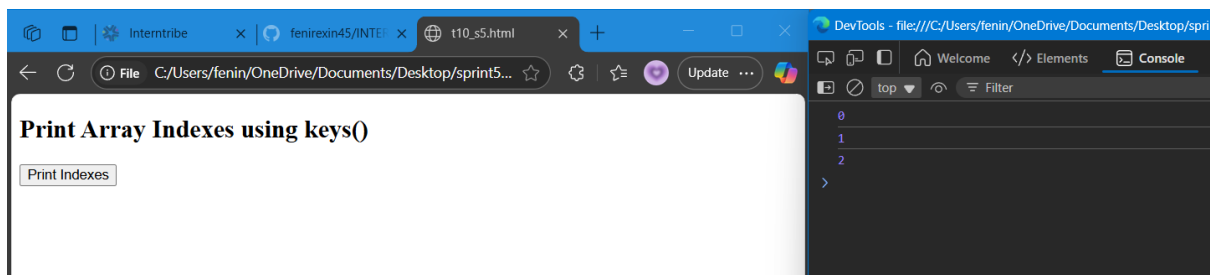 Interntribe
fenirexin45/INTEF
t10_s5.html
File C:/Users/fenin/OneDrive/Documents/Desktop/sprint5...
Update
Print Array Indexes using keys()
Print Indexes
DevTools - file:///C:/Users/fenin/OneDrive/Documents/Desktop/spri
Welcome </> Elements Console
top Filter
0
1
2